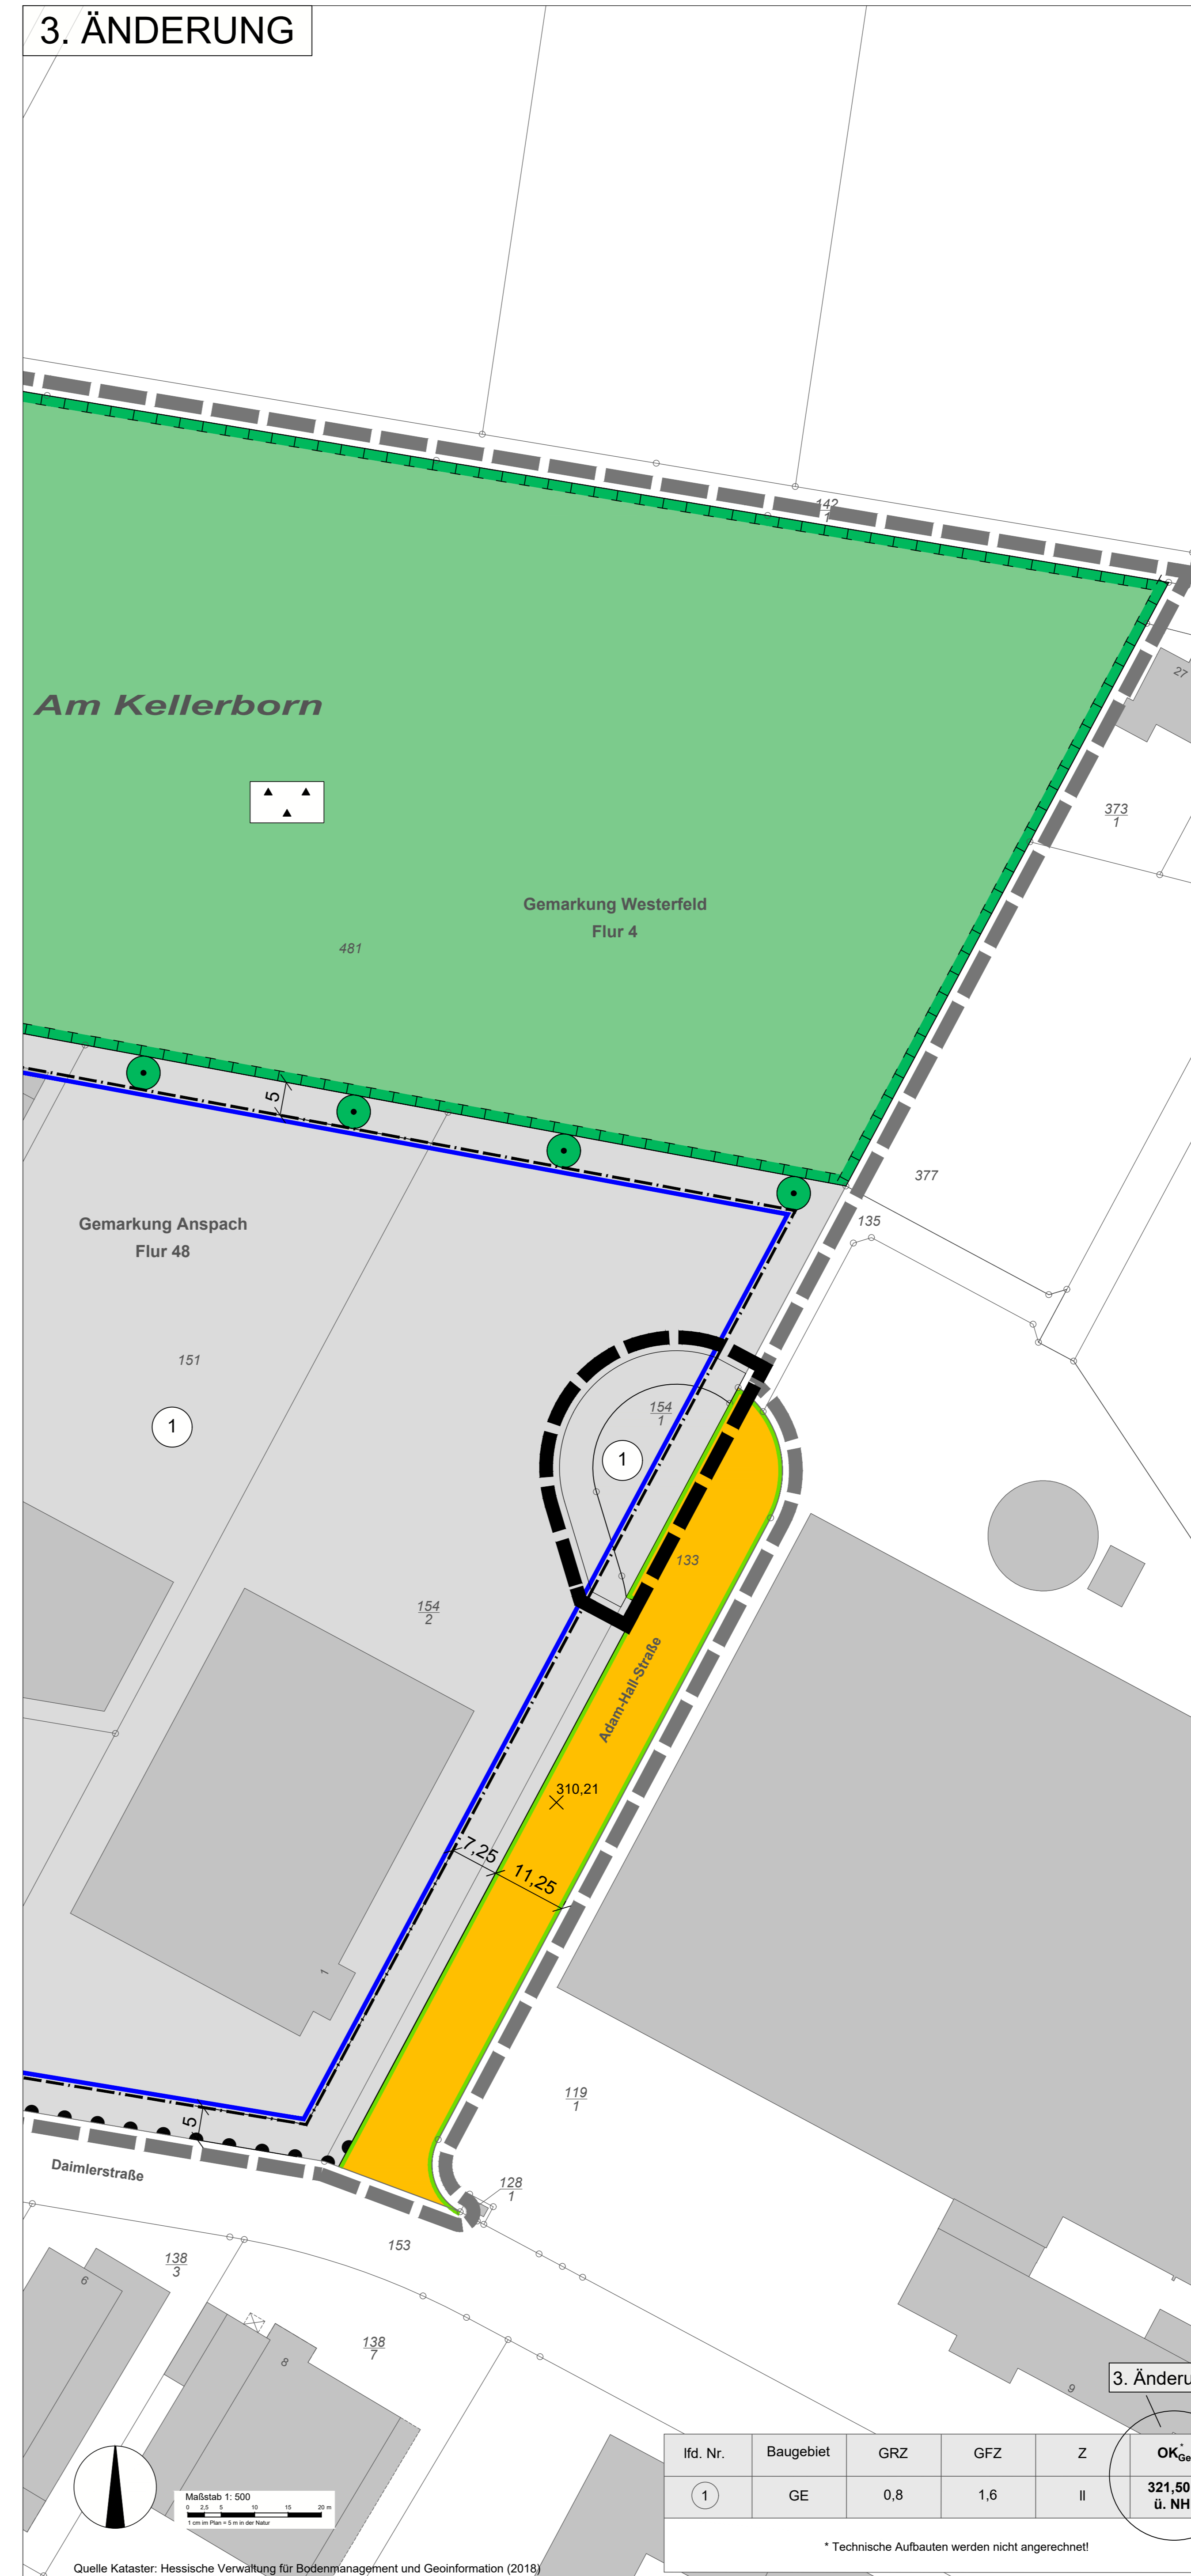 3. ÄNDERUNG
142
1
Am Kellerborn
27
373
1
Gemarkung Westerfeld
Flur 4
481
5
377
135
Gemarkung Anspach
Flur 48
151
1
154
1
1
133
154
2
Adam-Hall-Straße
310,21
7,25
11,25
1
119
1
5
Daimlerstraße
128
1
153
138
3
6
138
7
8
9
3. Änderu
lfd. Nr. Baugebiet GRZ GFZ Z OK* Ge
1 GE 0,8 1,6 II 321,50
ü. NH
* Technische Aufbauten werden nicht angerechnet!
Maßstab 1: 500
0 2,5 5 10 15 20 m
1 cm im Plan = 5 m in der Natur
Quelle Kataster: Hessische Verwaltung für Bodenmanagement und Geoinformation (2018)